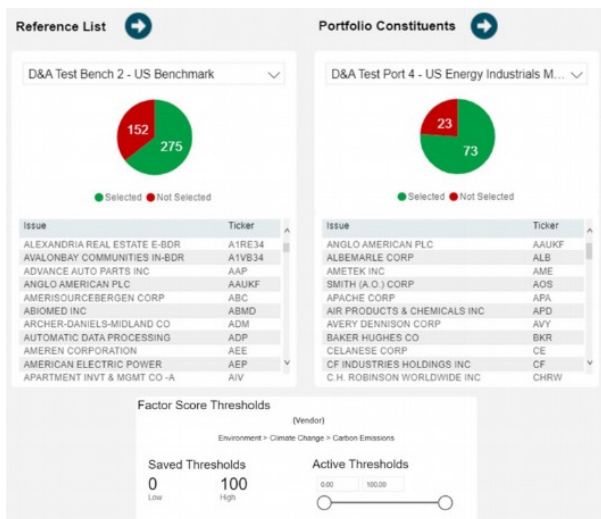 Reference List
D&A Test Bench 2 - US Benchmark
152
275
Selected Not Selected
Issue Ticker
ALEXANDRIA REAL ESTATE E-BDR A1RE34
AVALONBAY COMMUNITIES IN-BDR A1VB34
ADVANCE AUTO PARTS INC AAP
ANGLO AMERICAN PLC AAUKF
AMERISOURCEBERGEN CORP ABC
ABIOMED INC ABMD
ARCHER-DANIELS-MIDLAND CO ADM
AUTOMATIC DATA PROCESSING ADP
AMEREN CORPORATION AEE
AMERICAN ELECTRIC POWER AEP
APARTMENT INVT & MGMT CO -A AIV
Portfolio Constituents
D&A Test Port 4 - US Energy Industrials M...
23
73
Selected Not Selected
Issue Ticker
ANGLO AMERICAN PLC AAUKF
ALBEMARLE CORP ALB
AMETEK INC AME
SMITH (A.O.) CORP AOS
APACHE CORP APA
AIR PRODUCTS & CHEMICALS INC APD
AVERY DENNISON CORP AVY
BAKER HUGHES CO BKR
CELANESE CORP CE
CF INDUSTRIES HOLDINGS INC CF
C.H. ROBINSON WORLDWIDE INC CHRW
Factor Score Thresholds
(Vendor)
Environment > Climate Change > Carbon Emissions
Saved Thresholds Active Thresholds
0 100 0.00 100.00
Low High